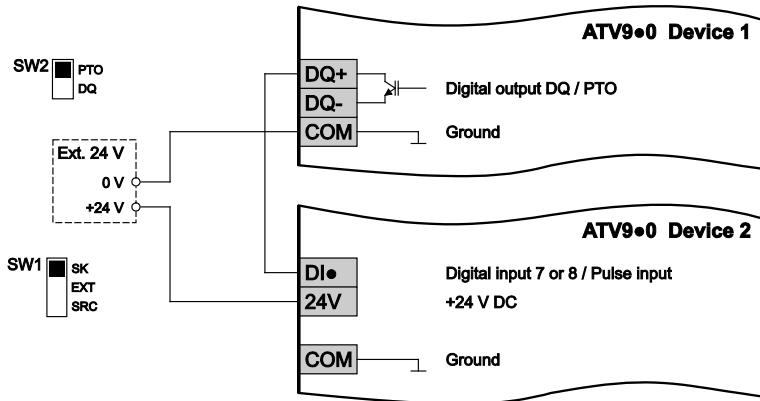 ATV9●0 Device 1
SW2 PTO
DQ
DQ+
DQ-
Digital output DQ / PTO
COM Ground
Ext. 24 V
0 V
+24 V
ATV9●0 Device 2
SW1 SK
EXT
SRC
DI● Digital input 7 or 8 / Pulse input
24V +24 V DC
COM Ground